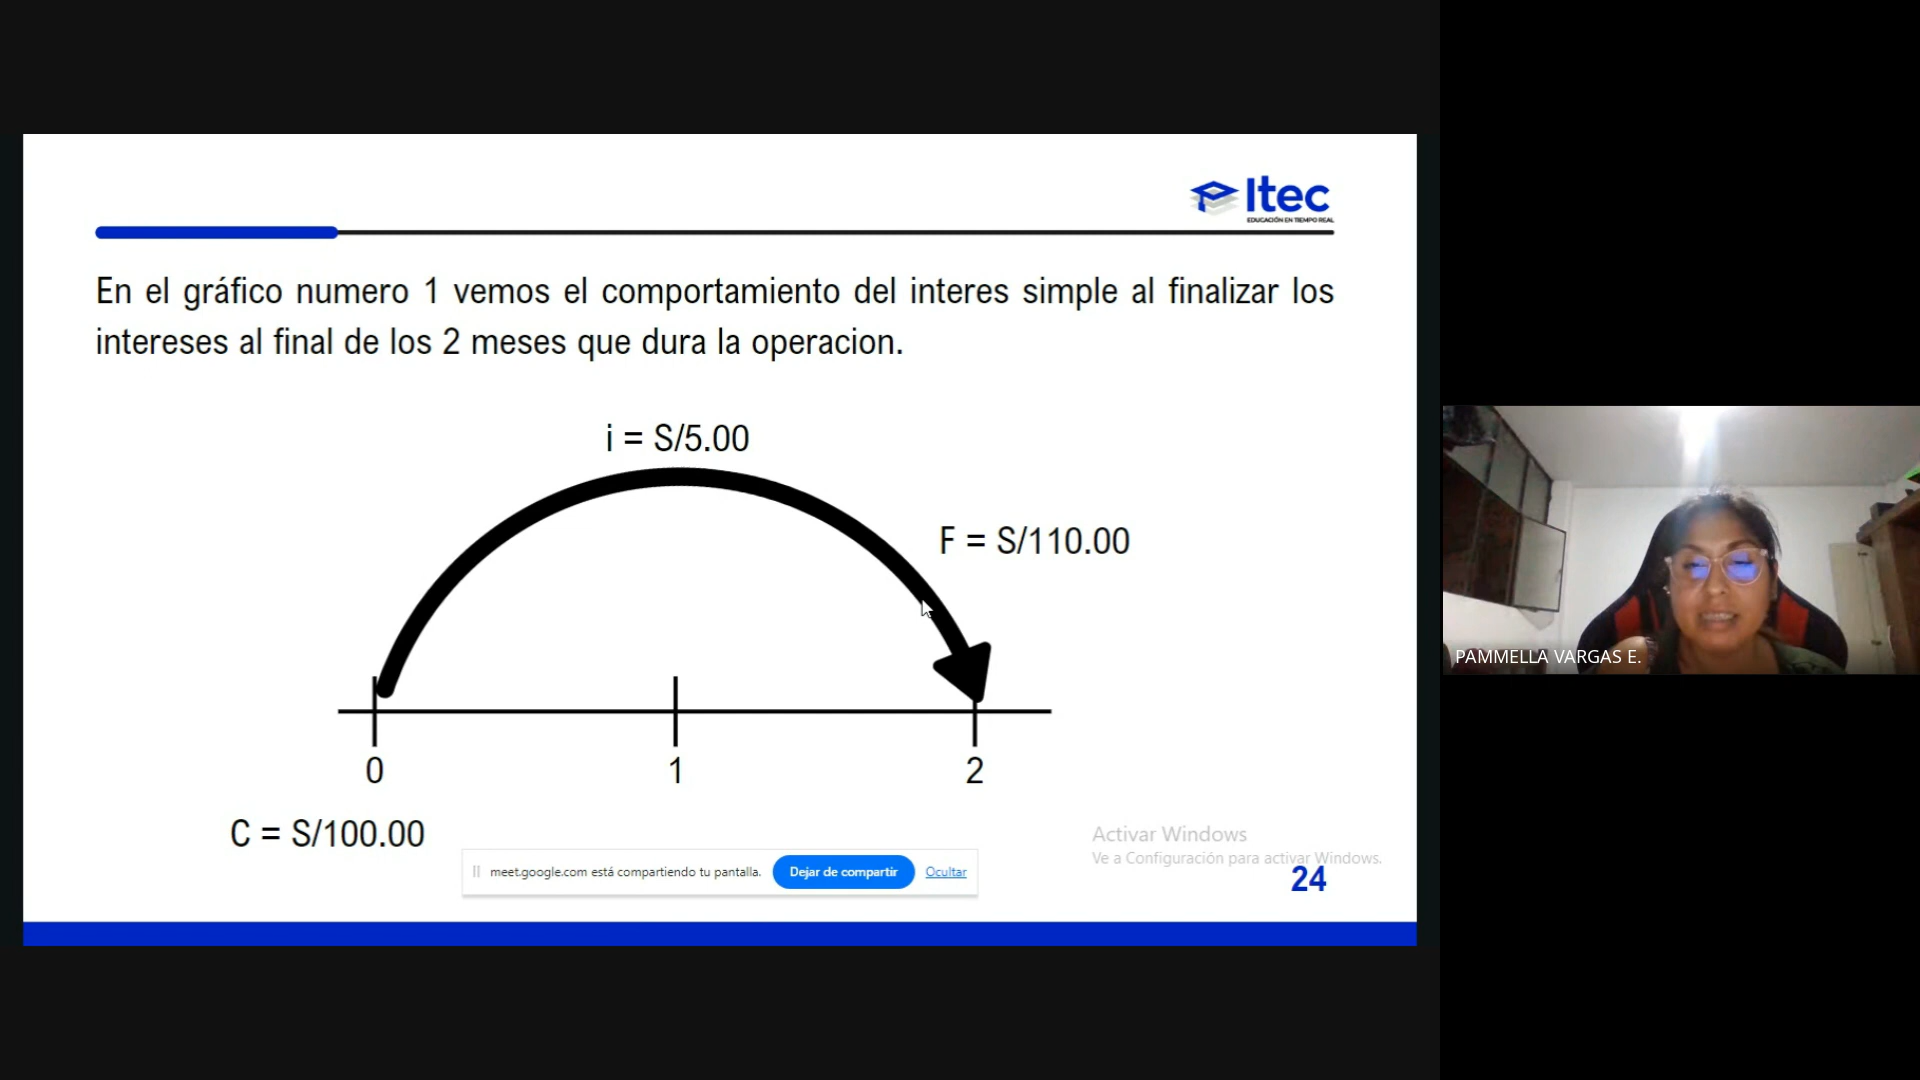 Itec
EDUCACIÓN EN TIEMPO REAL
En el gráfico numero 1 vemos el comportamiento del interes simple al finalizar los
intereses al final de los 2 meses que dura la operacion.
i = S/5.00
F = S/110.00
0
1
2
C = S/100.00
meet.google.com está compartiendo tu pantalla.
Dejar de compartir
Ocultar
Activar Windows
Ve a Configuración para activar Windows.
24
PAMMELLA VARGAS E.